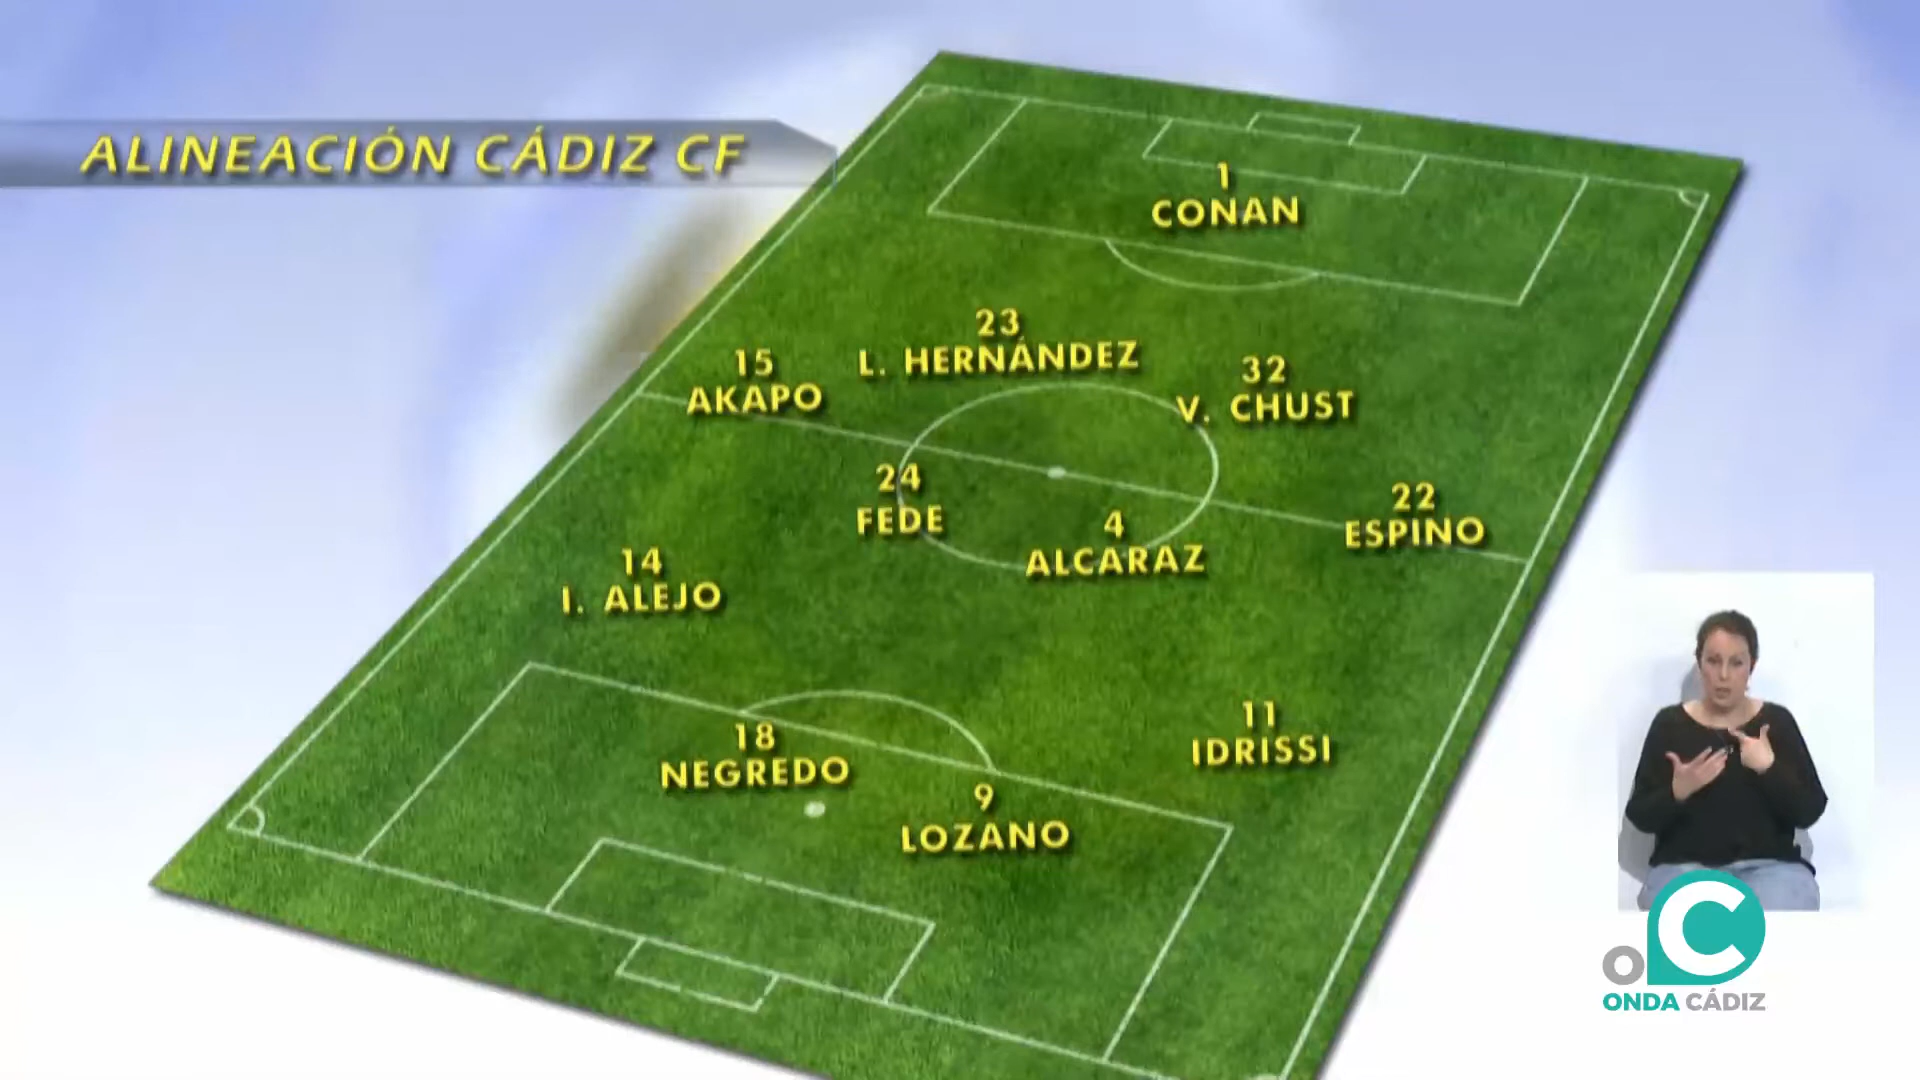 ALINEACIÓN CÁDIZ CF
1
CONAN
23
L. HERNÁNDEZ
15
AKAPO
32
V. CHUST
24
FEDE
4
ALCARAZ
22
ESPINO
14
I. ALEJO
11
IDRISSI
18
NEGREDO
9
LOZANO
OC
ONDA CÁDIZ